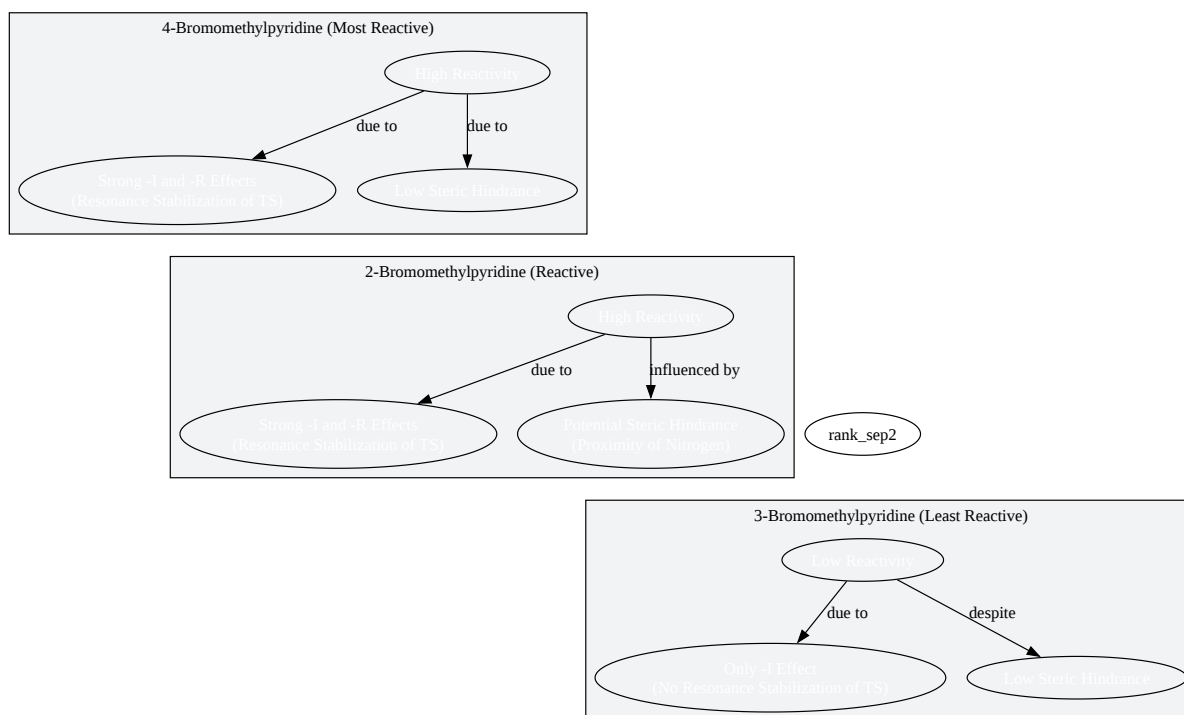 4-Bromomethylpyridine (Most Reactive)
High Reactivity
due to
due to
Strong -I and -R Effects
(Resonance Stabilization of TS)
Low Steric Hindrance
2-Bromomethylpyridine (Reactive)
High Reactivity
due to
influenced by
Strong -I and -R Effects
(Resonance Stabilization of TS)
Potential Steric Hindrance
(Proximity of Nitrogen)
rank_sep2
3-Bromomethylpyridine (Least Reactive)
Low Reactivity
due to
despite
Only -I Effect
(No Resonance Stabilization of TS)
Low Steric Hindrance